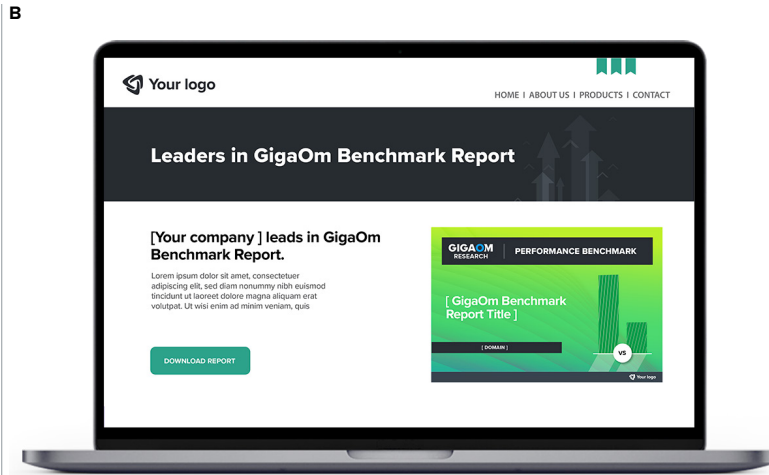 B
Your logo
HOME I ABOUT US I PRODUCTS I CONTACT
Leaders in GigaOm Benchmark Report
[Your company ] leads in GigaOm
Benchmark Report.
Lorem ipsum dolor sit amet, consectetuer
adipiscing elit, sed diam nonummy nibh euismod
tincidunt ut laoreet dolore magna aliquam erat
volutpat. Ut wisi enim ad minim veniam, quis
DOWNLOAD REPORT
GIGAOM
RESEARCH
PERFORMANCE BENCHMARK
[ GigaOm Benchmark
Report Title ]
[ DOMAIN ]
VS
Your logo